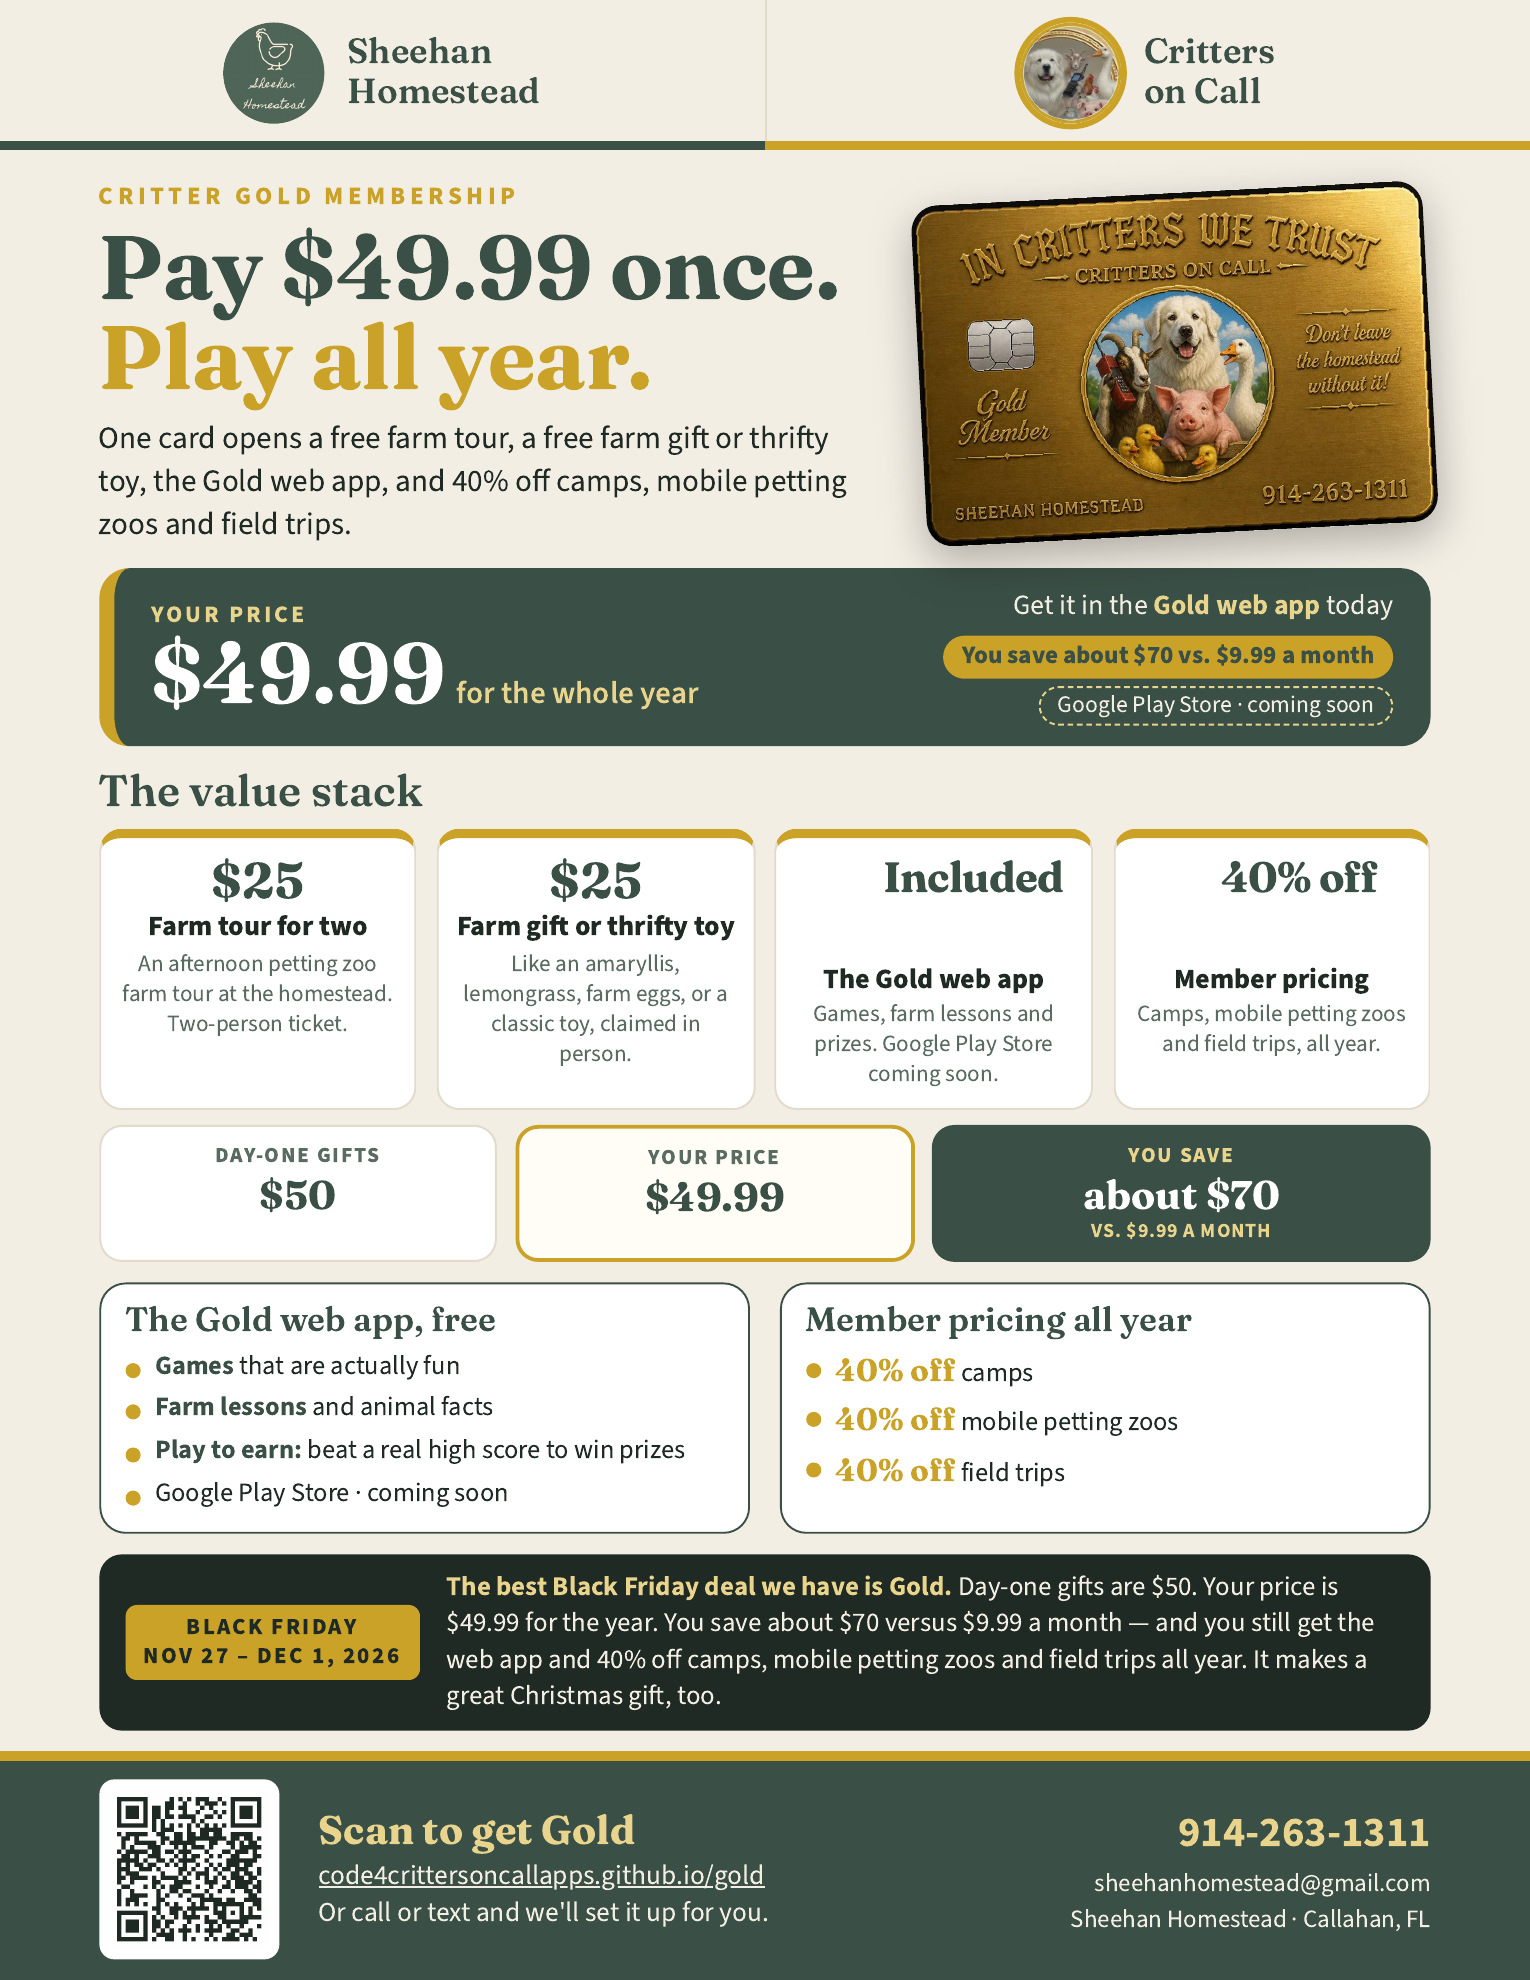 Sheehan
Homestead
Sheehan
Homestead
Critters
on Call
CRITTER GOLD MEMBERSHIP
Pay $49.99 once.
Play all year.
One card opens a free farm tour, a free farm gift or thrifty
toy, the Gold web app, and 40% off camps, mobile petting
zoos and field trips.
IN CRITTERS WE TRUST
CRITTERS ON CALL
Don't leave
the homestead
without it!
Gold
Member
SHEEHAN HOMESTEAD
914-263-1311
YOUR PRICE
$49.99 for the whole year
Get it in the Gold web app today
You save about $70 vs. $9.99 a month
Google Play Store · coming soon
The value stack
$25
Farm tour for two
An afternoon petting zoo
farm tour at the homestead.
Two-person ticket.
$25
Farm gift or thrifty toy
Like an amaryllis,
lemongrass, farm eggs, or a
classic toy, claimed in
person.
Included
The Gold web app
Games, farm lessons and
prizes. Google Play Store
coming soon.
40% off
Member pricing
Camps, mobile petting zoos
and field trips, all year.
DAY-ONE GIFTS
$50
YOUR PRICE
$49.99
YOU SAVE
about $70
VS. $9.99 A MONTH
The Gold web app, free
Games that are actually fun
Farm lessons and animal facts
Play to earn: beat a real high score to win prizes
Google Play Store · coming soon
Member pricing all year
40% off camps
40% off mobile petting zoos
40% off field trips
BLACK FRIDAY
NOV 27 – DEC 1, 2026
The best Black Friday deal we have is Gold. Day-one gifts are $50. Your price is
$49.99 for the year. You save about $70 versus $9.99 a month — and you still get the
web app and 40% off camps, mobile petting zoos and field trips all year. It makes a
great Christmas gift, too.
Scan to get Gold
code4crittersoncallapps.github.io/gold
Or call or text and we'll set it up for you.
914-263-1311
sheehanhomestead@gmail.com
Sheehan Homestead · Callahan, FL